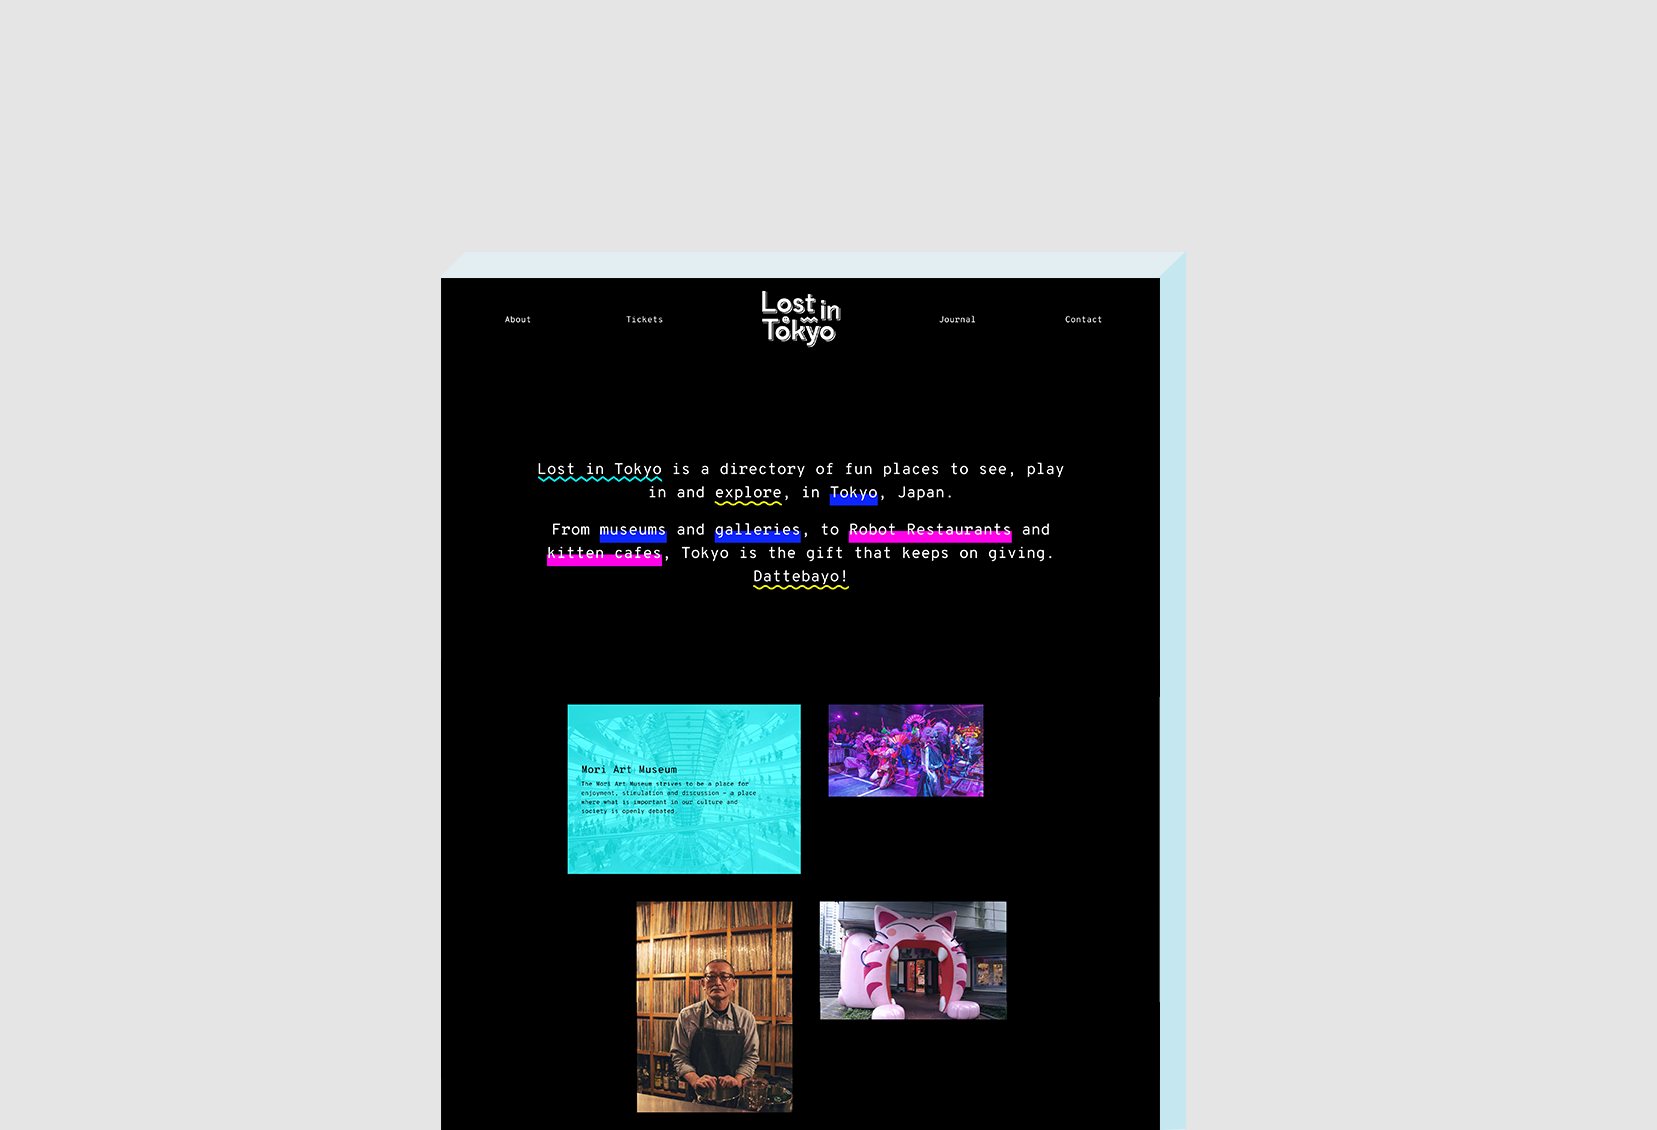 About
Tickets
Lost in
Tokyo
Journal
Contact
Lost in Tokyo is a directory of fun places to see, play
in and explore, in Tokyo, Japan.
From museums and galleries, to Robot Restaurants and
kitten cafes, Tokyo is the gift that keeps on giving.
Dattebayo!
Mori Art Museum
The Mori Art Museum strives to be a place for
enjoyment, stimulation and discussion – a place
where what is important in our culture and
society is openly debated.